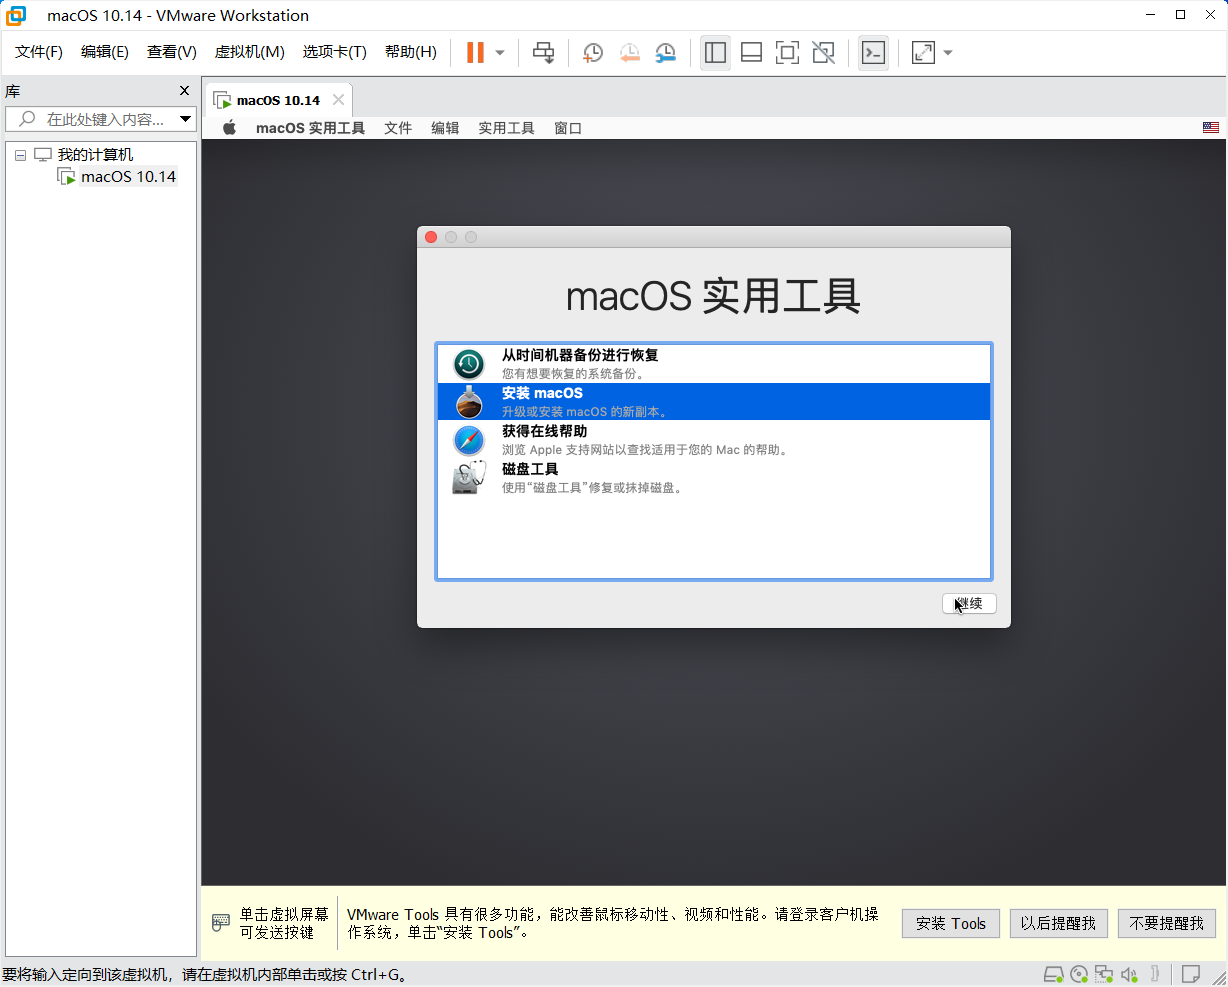 macOS 10.14 - VMware Workstation
文件(F) 编辑(E) 查看(V) 虚拟机(M) 选项卡(T) 帮助(H)
库
macOS 10.14
在此处键入内容...
macOS 实用工具 文件 编辑 实用工具 窗口
我的计算机
macOS 10.14
macOS 实用工具
从时间机器备份进行恢复
您有想要恢复的系统备份。
安装 macOS
升级或安装 macOS 的新副本。
获得在线帮助
浏览 Apple 支持网站以查找适用于您的 Mac 的帮助。
磁盘工具
使用“磁盘工具”修复或抹掉磁盘。
继续
单击虚拟屏幕
可发送按键
VMware Tools 具有很多功能，能改善鼠标移动性、视频和性能。请登录客户机操
作系统，单击“安装 Tools”。
安装 Tools 以后提醒我 不要提醒我
要将输入定向到该虚拟机，请在虚拟机内部单击或按 Ctrl+G。